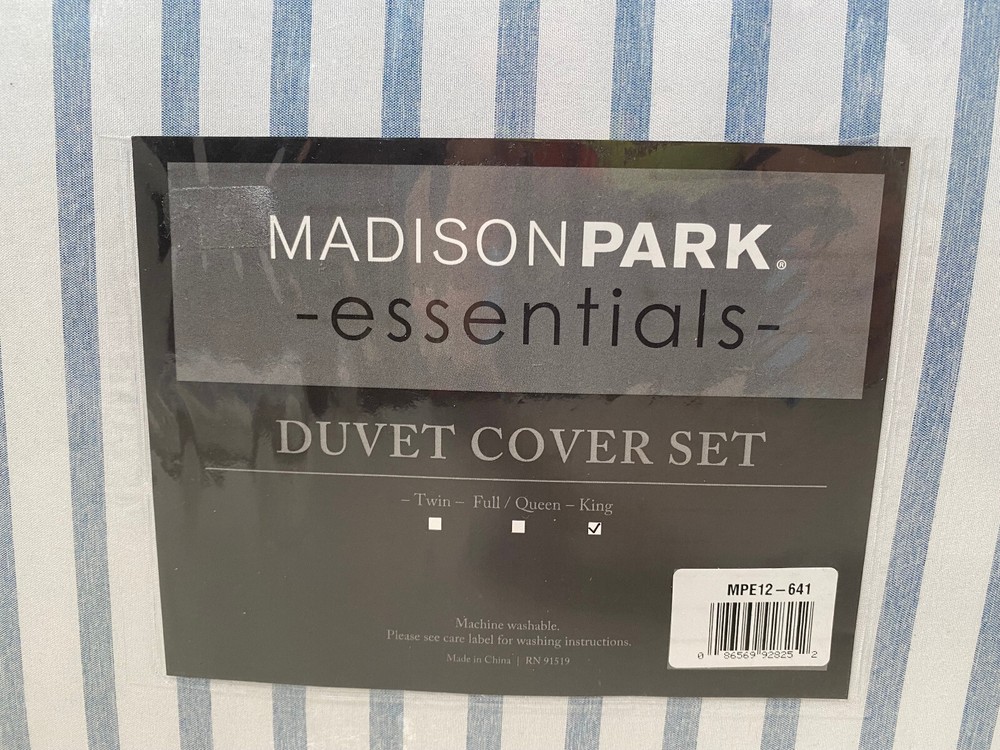 MADISONPARK®
-essentials-
DUVET COVER SET
– Twin – Full / Queen – King
Machine washable.
Please see care label for washing instructions.
Made in China | RN 91519
MPE12-641
0 86569 92825 2